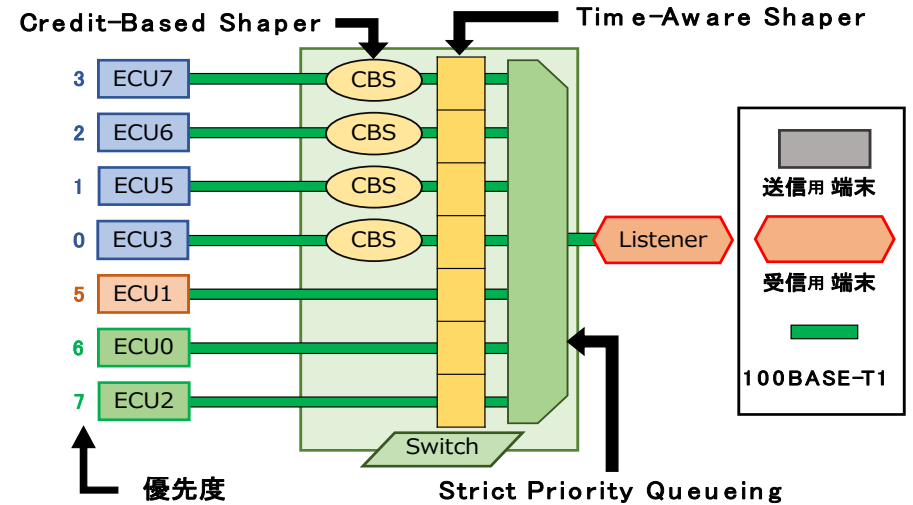 Credit-Based Shaper
Time-Aware Shaper
3 ECU7 CBS
2 ECU6 CBS
1 ECU5 CBS
0 ECU3 CBS
5 ECU1
6 ECU0
7 ECU2
Listener
Switch
優先度
Strict Priority Queueing
送信用 端末
受信用 端末
100BASE-T1